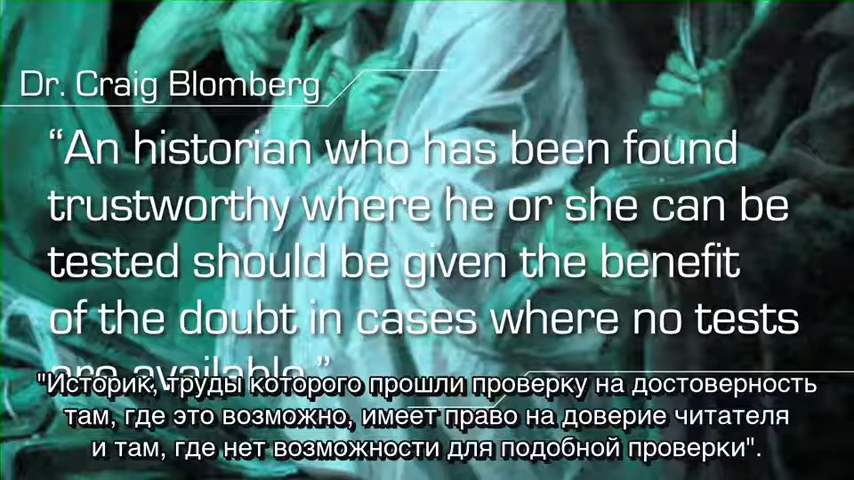 Dr. Craig Blomberg
“An historian who has been found
trustworthy where he or she can be
tested should be given the benefit
of the doubt in cases where no tests
are available.”
"Историк, труды которого прошли проверку на достоверность
там, где это возможно, имеет право на доверие читателя
и там, где нет возможности для подобной проверки".